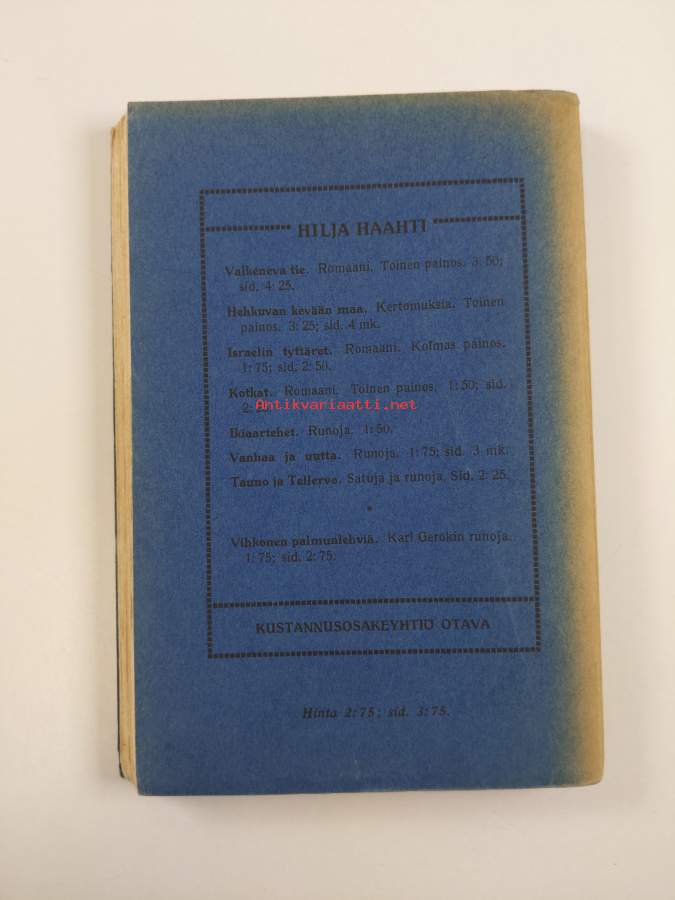 HILJA HAAHTI
Valkeneva tie. Romaani. Toinen painos. 3: 50;
sid. 4: 25.
Hehkuvan kevään maa. Kertomuksia. Toinen
painos. 3: 25; sid. 4 mk.
Israelin tyttäret. Romaani. Kolmas painos.
1: 75; sid. 2: 50.
Kotkat. Romaani. Toinen painos. 1: 50; sid.
2:
Antikvariaatti.net
Ikiaartehet. Runoja. 1: 50.
Vanhaa ja uutta. Runoja. 1: 75; sid. 3 mk.
Tauno ja Tellervo. Satuja ja runoja. Sid. 2: 25.
Vihkonen palmunlehviä. Karl Gerokin runoja.
1: 75; sid. 2: 75.
KUSTANNUSOSAKEYHTIÖ OTAVA
Hinta 2: 75; sid. 3: 75.